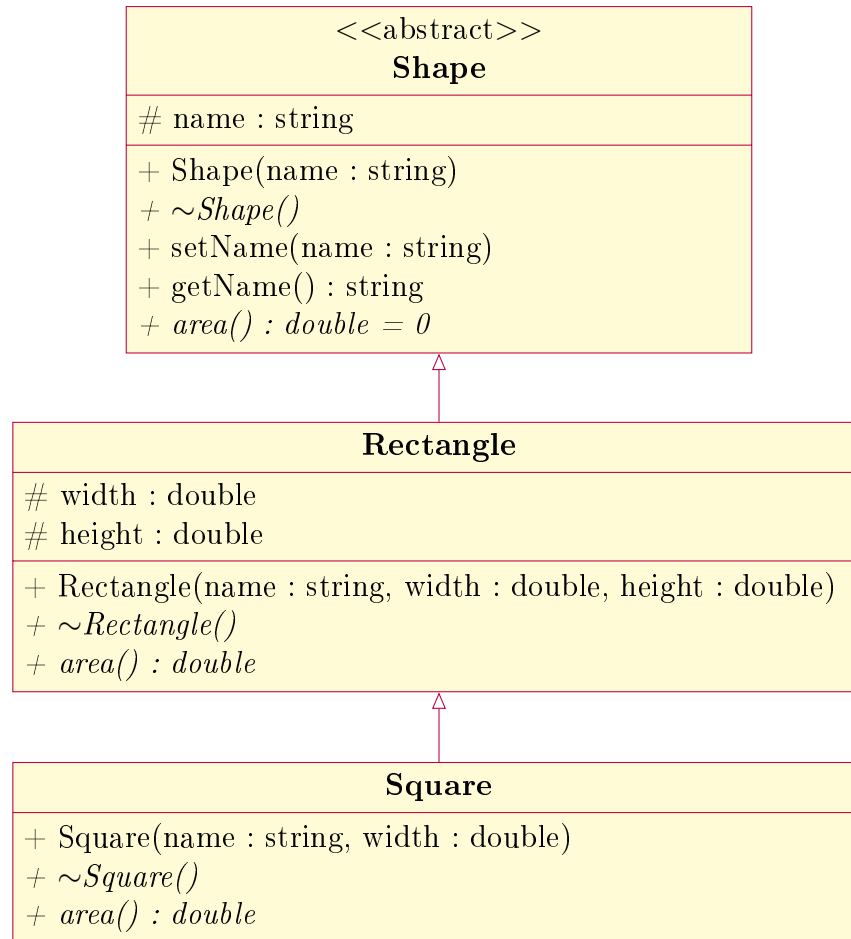 <<abstract>>
Shape
# name : string
+ Shape(name : string)
+ ~Shape()
+ setName(name : string)
+ getName() : string
+ area() : double = 0
Rectangle
# width : double
# height : double
+ Rectangle(name : string, width : double, height : double)
+ ~Rectangle()
+ area() : double
Square
+ Square(name : string, width : double)
+ ~Square()
+ area() : double